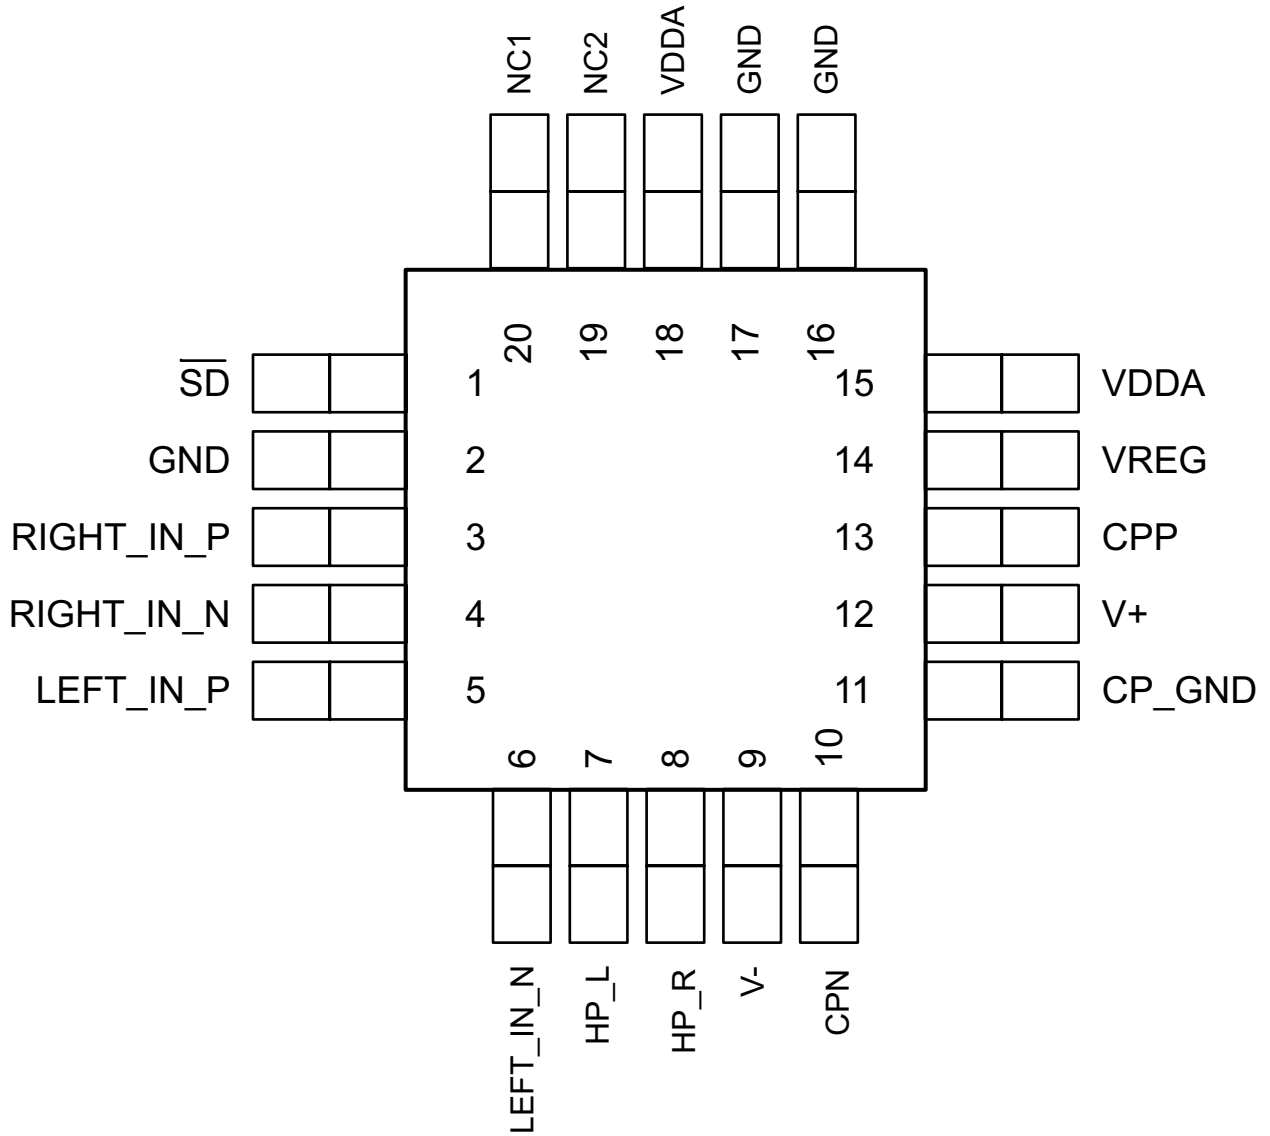 NC1
NC2
VDDA
GND
GND
20
19
18
17
16
SD
1
15
VDDA
GND
2
14
VREG
RIGHT_IN_P
3
13
CPP
RIGHT_IN_N
4
12
V+
LEFT_IN_P
5
11
CP_GND
6
7
8
9
10
LEFT_IN_N
HP_L
HP_R
V-
CPN